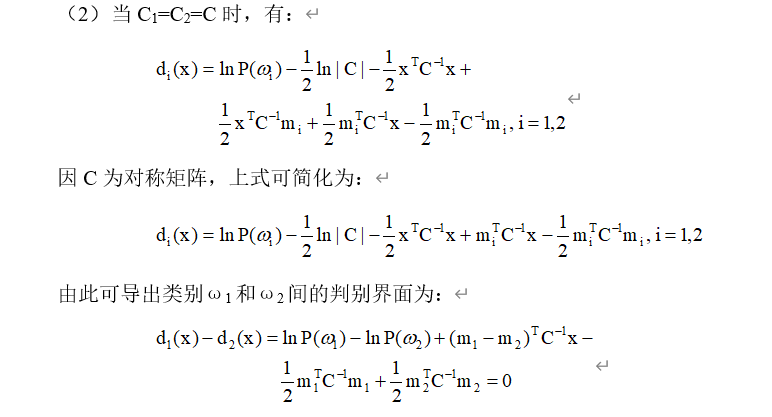 （2）当 C₁=C₂=C 时，有：
dᵢ(x) = ln P(ωᵢ) − 1/2 ln | C | − 1/2 xᵀC⁻¹x +
1/2 xᵀC⁻¹mᵢ + 1/2 mᵢᵀC⁻¹x − 1/2 mᵢᵀC⁻¹mᵢ, i = 1,2
因 C 为对称矩阵，上式可简化为：
dᵢ(x) = ln P(ωᵢ) − 1/2 ln | C | − 1/2 xᵀC⁻¹x + mᵢᵀC⁻¹x − 1/2 mᵢᵀC⁻¹mᵢ, i = 1,2
由此可导出类别ω₁和ω₂间的判别界面为：
d₁(x) − d₂(x) = ln P(ω₁) − ln P(ω₂) + (m₁ − m₂)ᵀC⁻¹x −
1/2 m₁ᵀC⁻¹m₁ + 1/2 m₂ᵀC⁻¹m₂ = 0